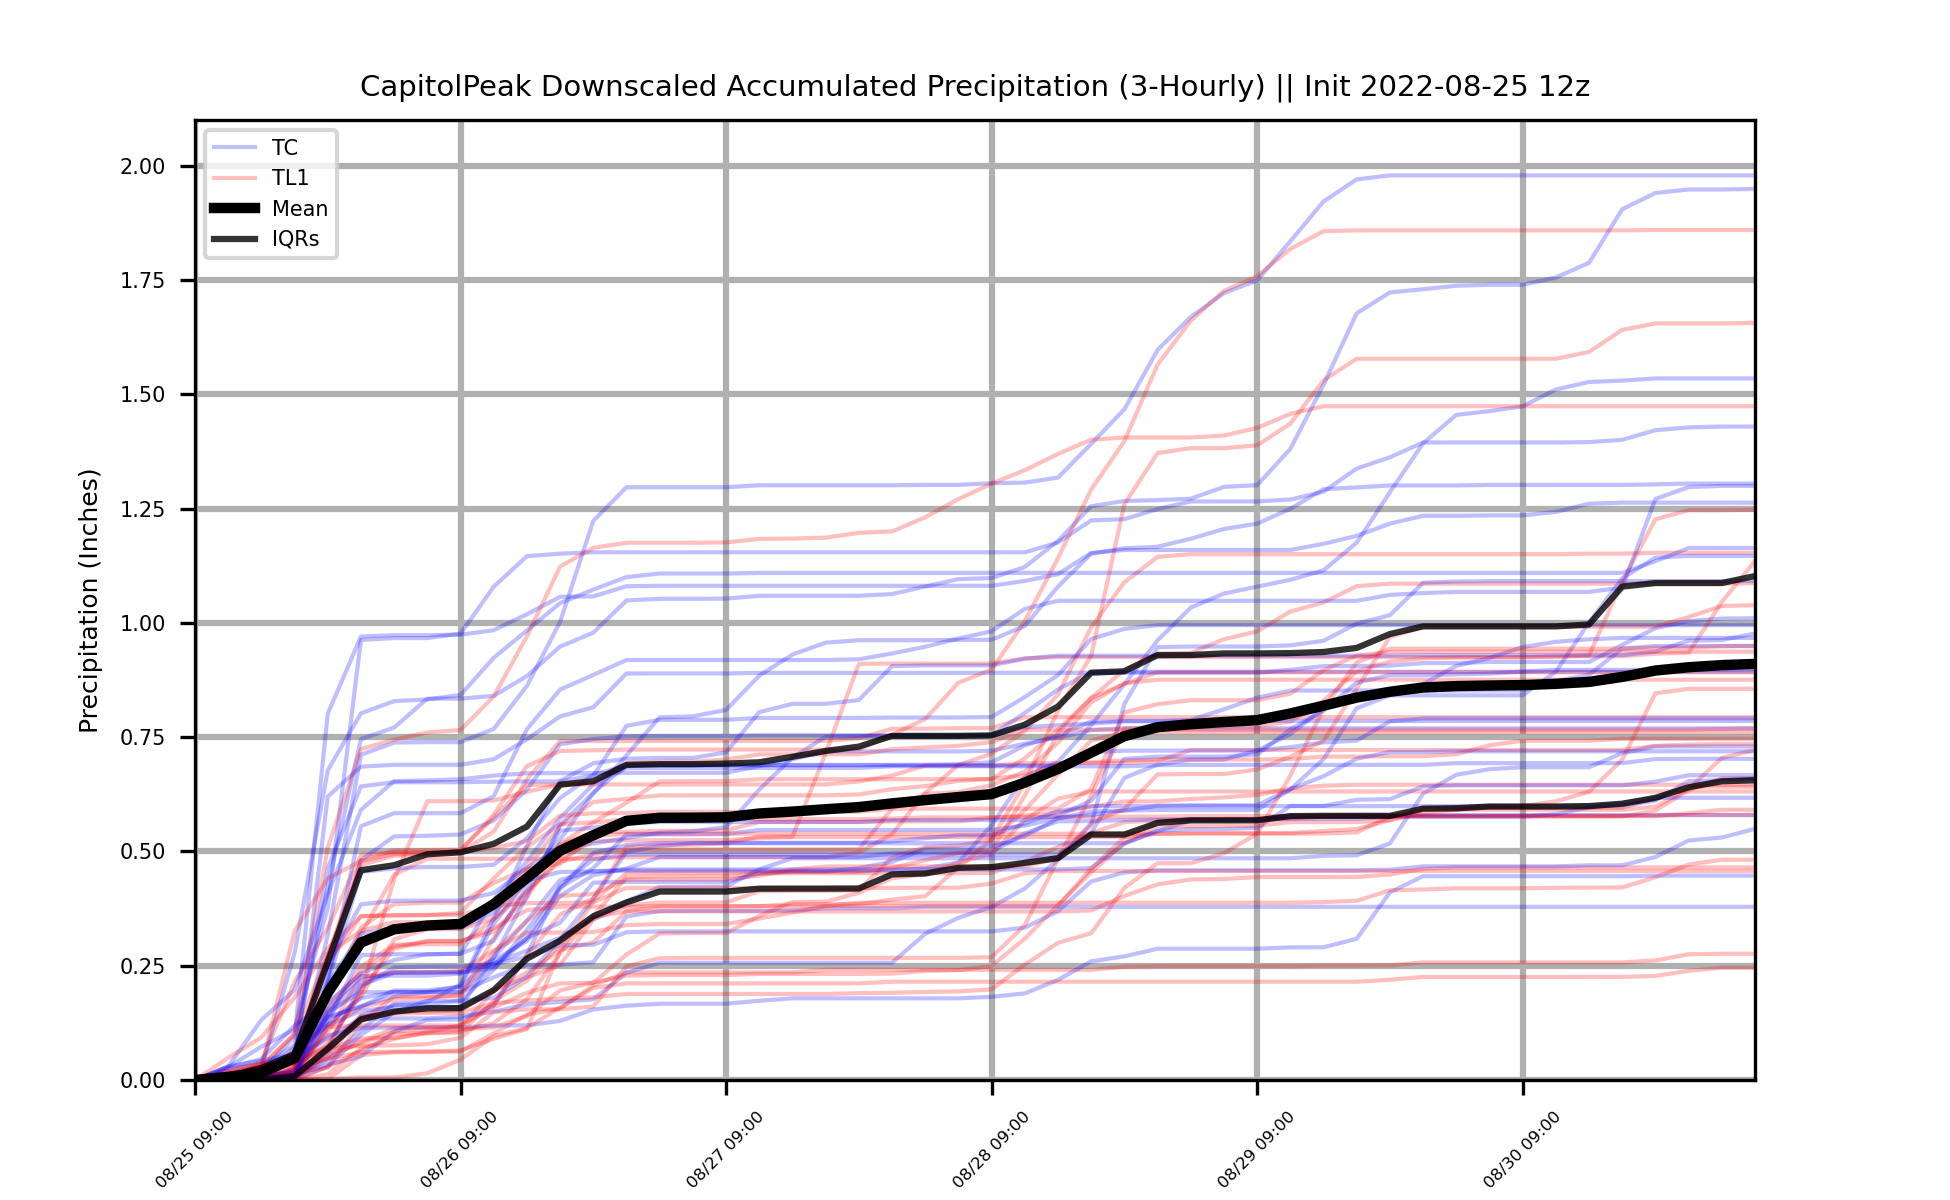 CapitolPeak Downscaled Accumulated Precipitation (3-Hourly) || Init 2022-08-25 12z
TC
TL1
Mean
IQRs
Precipitation (Inches)
2.00
1.75
1.50
1.25
1.00
0.75
0.50
0.25
0.00
08/25 09:00
08/26 09:00
08/27 09:00
08/28 09:00
08/29 09:00
08/30 09:00